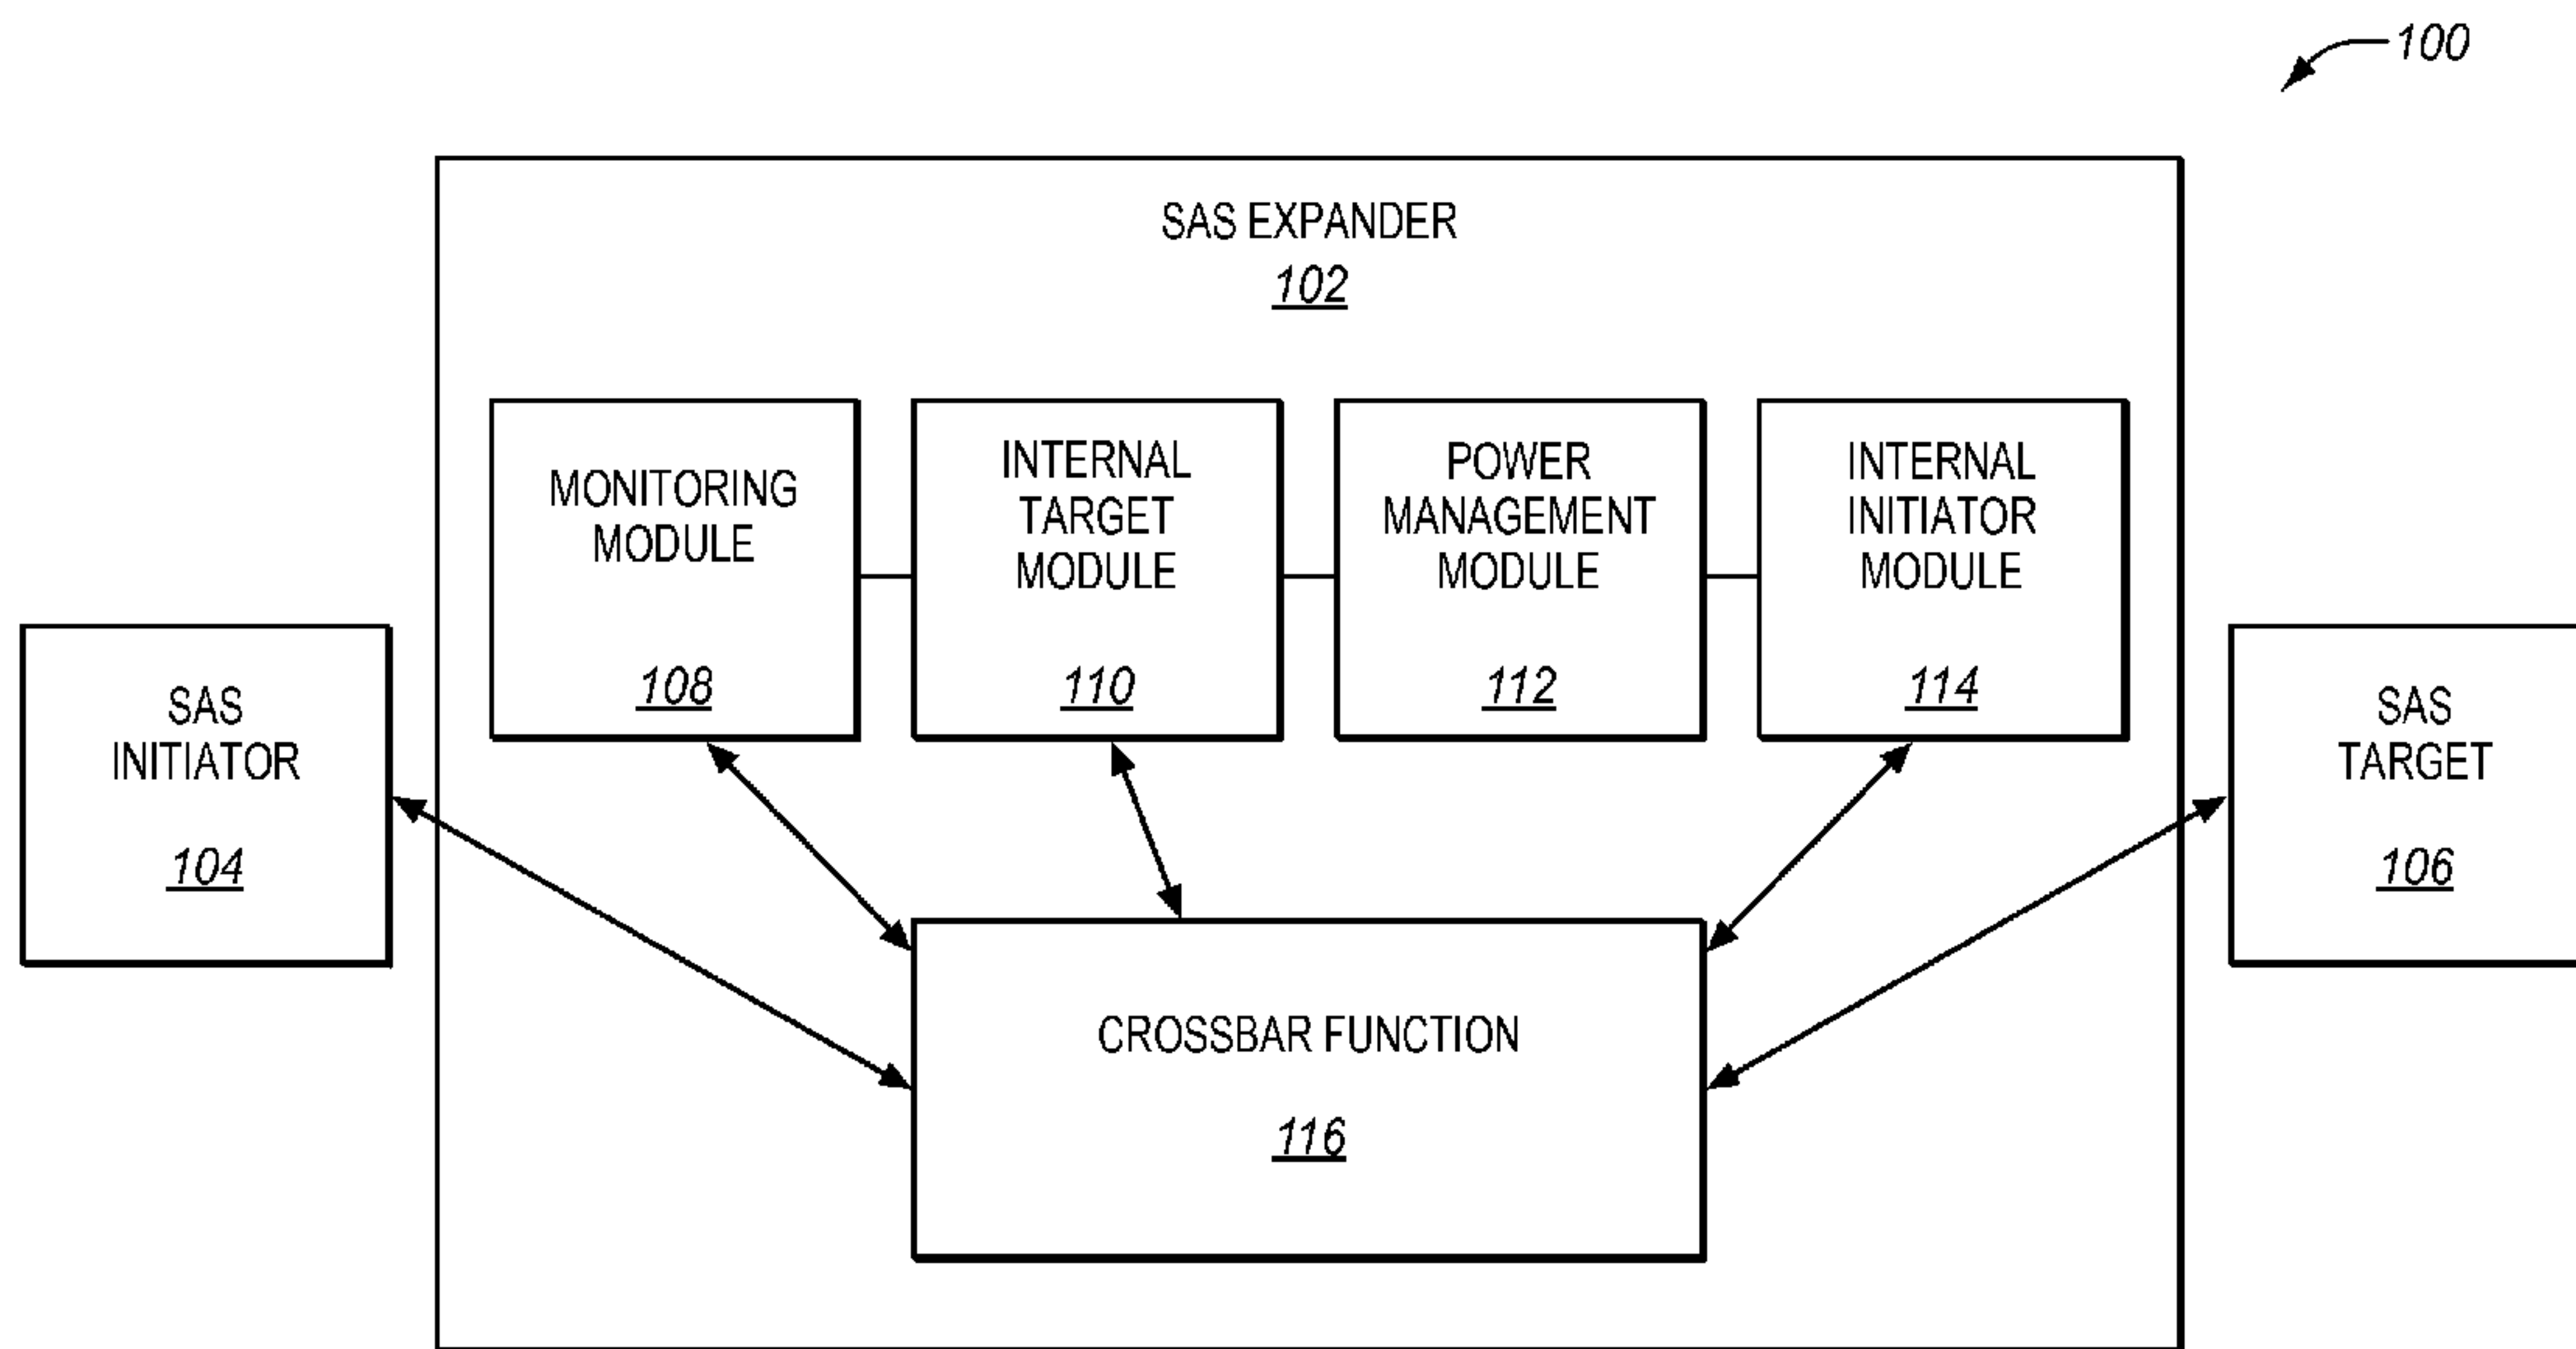 100
SAS EXPANDER
102
MONITORING
MODULE
108
INTERNAL
TARGET
MODULE
110
POWER
MANAGEMENT
MODULE
112
INTERNAL
INITIATOR
MODULE
114
SAS
INITIATOR
104
SAS
TARGET
106
CROSSBAR FUNCTION
116